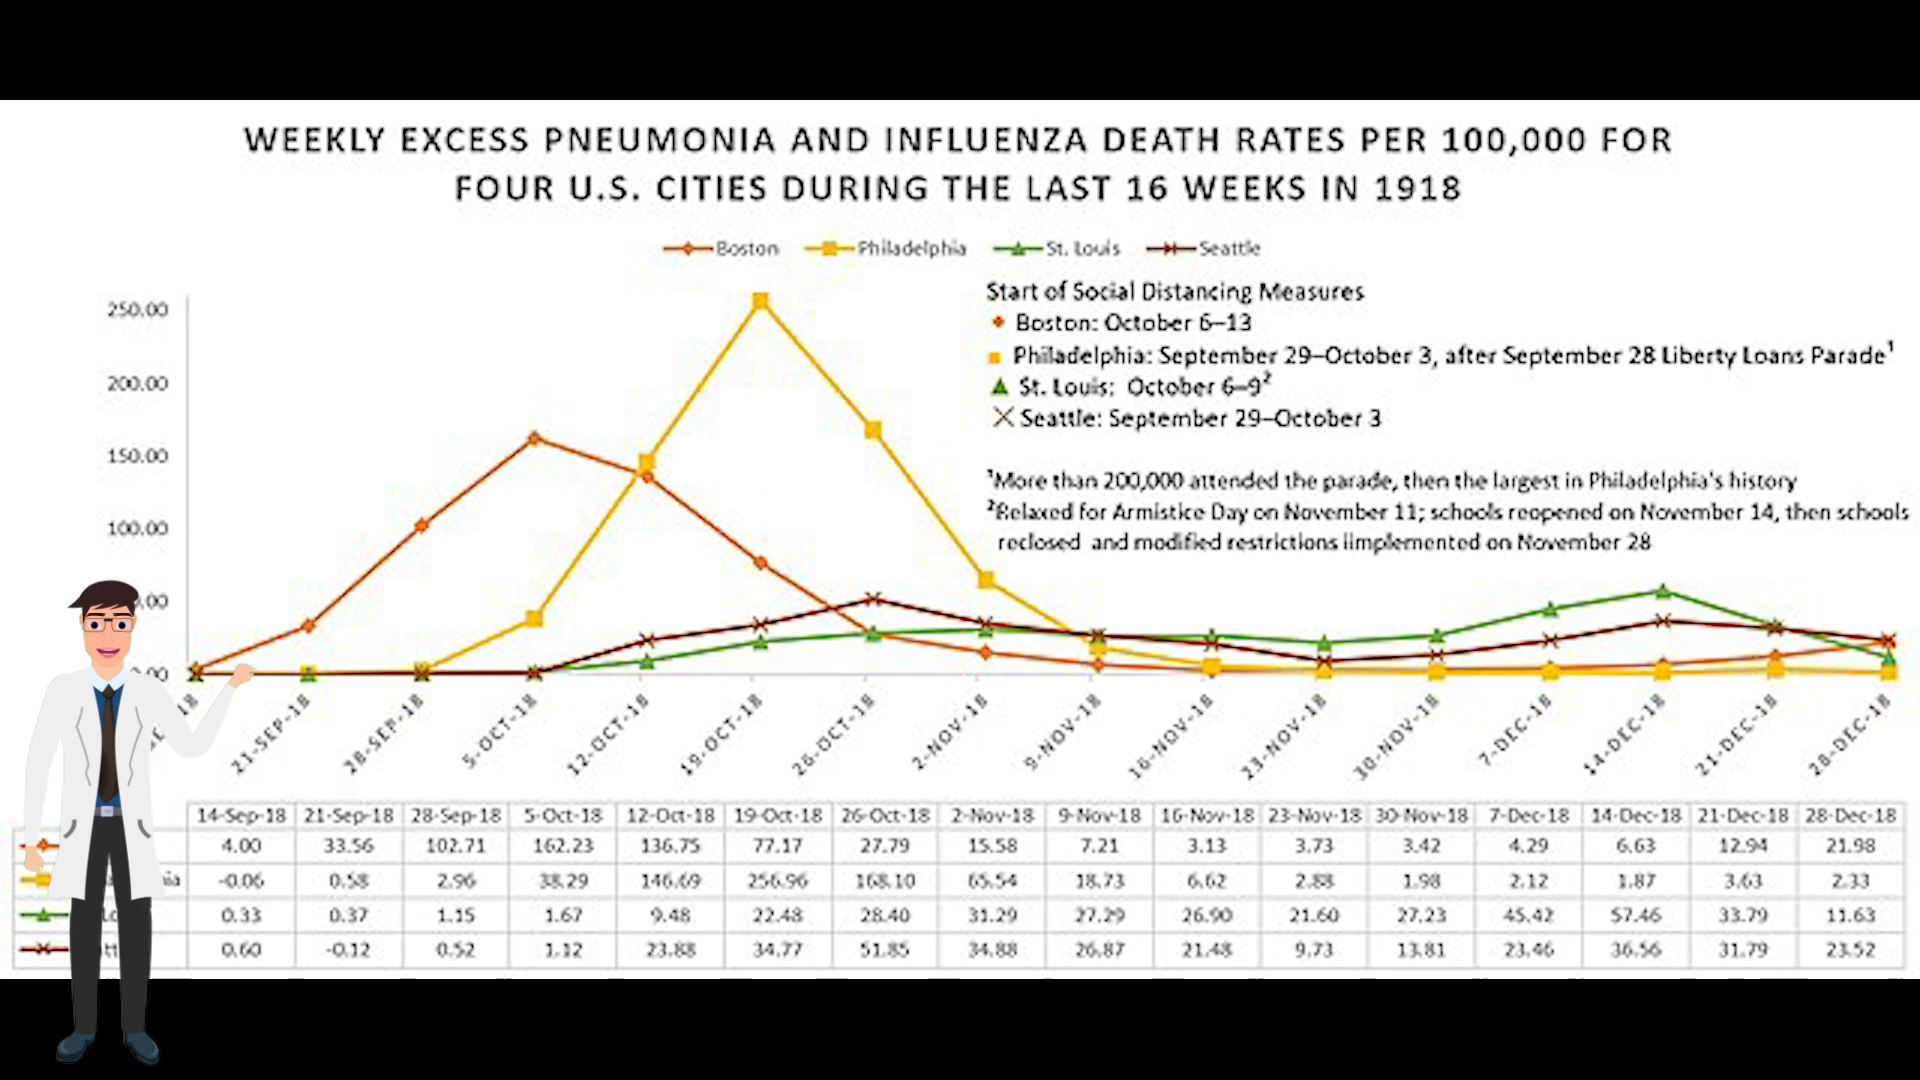 WEEKLY EXCESS PNEUMONIA AND INFLUENZA DEATH RATES PER 100,000 FOR
FOUR U.S. CITIES DURING THE LAST 16 WEEKS IN 1918
Boston Philadelphia St. Louis Seattle
Start of Social Distancing Measures
Boston: October 6–13
Philadelphia: September 29–October 3, after September 28 Liberty Loans Parade¹
St. Louis: October 6–9²
Seattle: September 29–October 3
¹More than 200,000 attended the parade, then the largest in Philadelphia's history
²Relaxed for Armistice Day on November 11; schools reopened on November 14, then schools
reclosed and modified restrictions iimplemented on November 28
250.00
200.00
150.00
100.00
21-SEP-18 28-SEP-18 5-OCT-18 12-OCT-18 19-OCT-18 26-OCT-18 2-NOV-18 9-NOV-18 16-NOV-18 23-NOV-18 30-NOV-18 7-DEC-18 14-DEC-18 21-DEC-18 28-DEC-18
14-Sep-18 21-Sep-18 28-Sep-18 5-Oct-18 12-Oct-18 19-Oct-18 26-Oct-18 2-Nov-18 9-Nov-18 16-Nov-18 23-Nov-18 30-Nov-18 7-Dec-18 14-Dec-18 21-Dec-18 28-Dec-18
4.00 33.56 102.71 162.23 136.75 77.17 27.79 15.58 7.21 3.13 3.73 3.42 4.29 6.63 12.94 21.98
-0.06 0.58 2.96 38.29 146.69 256.96 168.10 65.54 18.73 6.62 2.88 1.98 2.12 1.87 3.63 2.33
0.33 0.37 1.15 1.67 9.48 22.48 28.40 31.29 27.29 26.90 21.60 27.23 45.42 57.46 33.79 11.63
0.60 -0.12 0.52 1.12 23.88 34.77 51.85 34.88 26.87 21.48 9.73 13.81 23.46 36.56 31.79 23.52